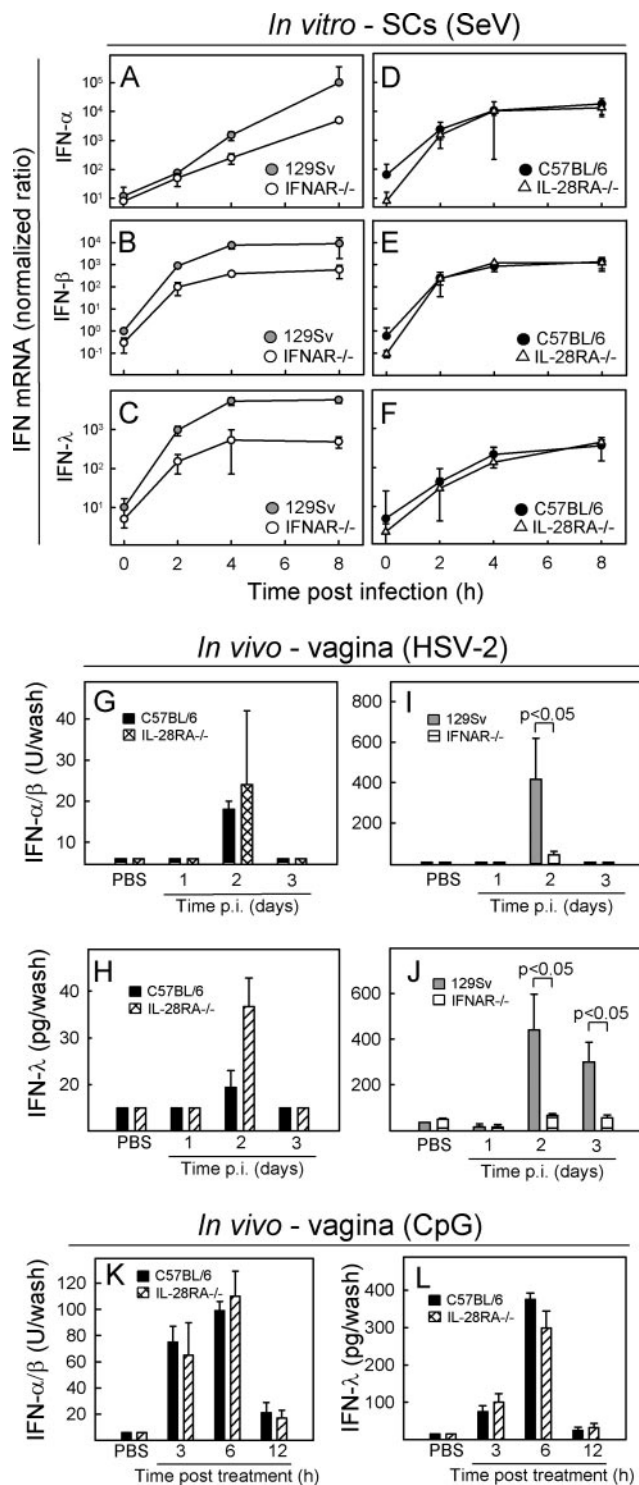 In vitro - SCs (SeV)
IFN mRNA (normalized ratio)
A
IFN-α
10⁵
10⁴
10³
10²
10¹
129Sv
IFNAR-/-
D
C57BL/6
IL-28RA-/-
B
IFN-β
10⁴
10³
10²
10¹
10⁰
10⁻¹
129Sv
IFNAR-/-
E
C57BL/6
IL-28RA-/-
C
IFN-λ
10³
10²
10¹
129Sv
IFNAR-/-
F
C57BL/6
IL-28RA-/-
0 2 4 6 8 0 2 4 6 8
Time post infection (h)
In vivo - vagina (HSV-2)
G
IFN-α/β (U/wash)
40
30
20
10
C57BL/6
IL-28RA-/-
PBS 1 2 3
Time p.i. (days)
I
800
600
400
200
129Sv
IFNAR-/-
p<0.05
PBS 1 2 3
Time p.i. (days)
H
IFN-λ (pg/wash)
40
30
20
C57BL/6
IL-28RA-/-
PBS 1 2 3
Time p.i. (days)
J
600
400
200
129Sv
IFNAR-/-
p<0.05
p<0.05
PBS 1 2 3
Time p.i. (days)
In vivo - vagina (CpG)
K
IFN-α/β (U/wash)
100
80
60
40
20
C57BL/6
IL-28RA-/-
PBS 3 6 12
Time post treatment (h)
L
IFN-λ (pg/wash)
400
300
200
100
C57BL/6
IL-28RA-/-
PBS 3 6 12
Time post treatment (h)